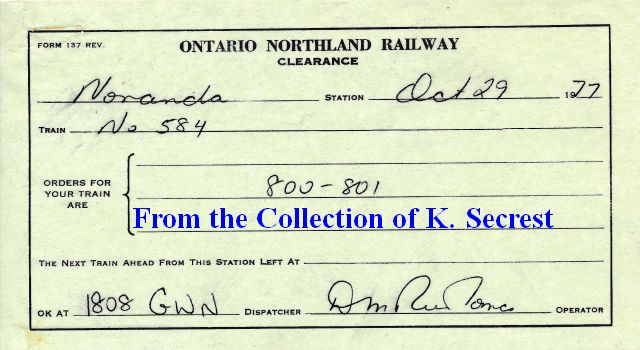 FORM 137 REV.
ONTARIO NORTHLAND RAILWAY
CLEARANCE
Noranda STATION Oct 29 1977
TRAIN No 584
ORDERS FOR YOUR TRAIN ARE
800-801
From the Collection of K. Secrest
THE NEXT TRAIN AHEAD FROM THIS STATION LEFT AT
OK AT 1808 GWN DISPATCHER OPERATOR